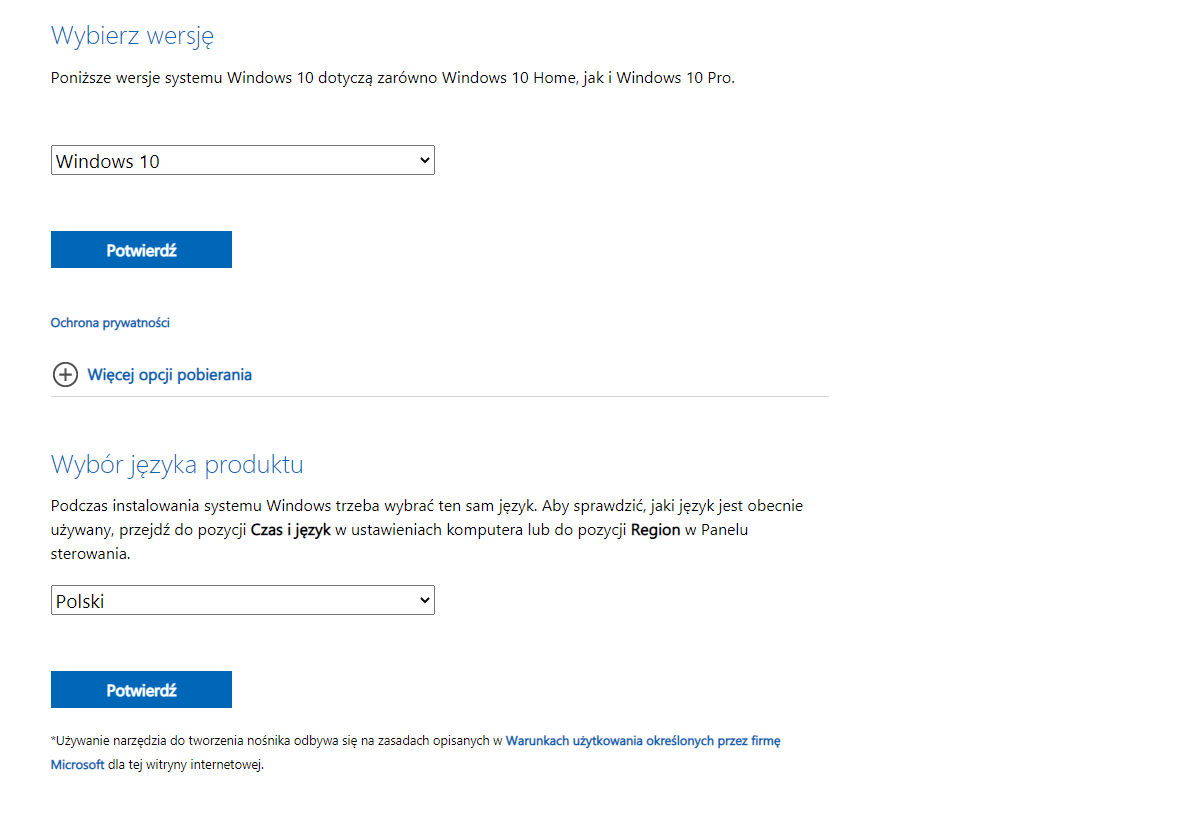 Wybierz wersję
Poniższe wersje systemu Windows 10 dotyczą zarówno Windows 10 Home, jak i Windows 10 Pro.
Windows 10
Potwierdź
Ochrona prywatności
Więcej opcji pobierania
Wybór języka produktu
Podczas instalowania systemu Windows trzeba wybrać ten sam język. Aby sprawdzić, jaki język jest obecnie
używany, przejdź do pozycji Czas i język w ustawieniach komputera lub do pozycji Region w Panelu
sterowania.
Polski
Potwierdź
*Używanie narzędzia do tworzenia nośnika odbywa się na zasadach opisanych w Warunkach użytkowania określonych przez firmę
Microsoft dla tej witryny internetowej.